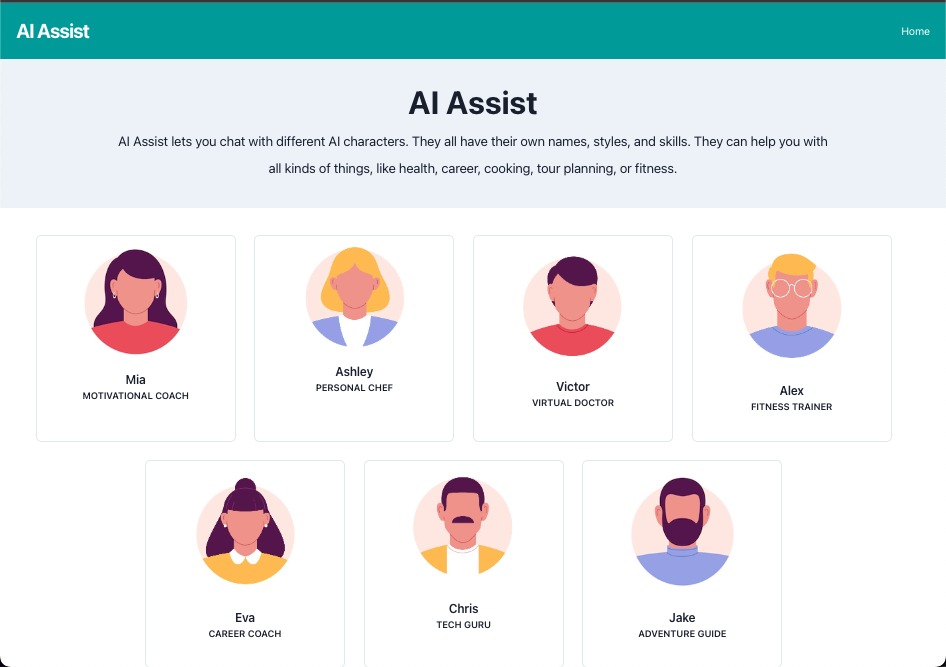 AI Assist
Home
AI Assist
AI Assist lets you chat with different AI characters. They all have their own names, styles, and skills. They can help you with
all kinds of things, like health, career, cooking, tour planning, or fitness.
Mia
MOTIVATIONAL COACH
Ashley
PERSONAL CHEF
Victor
VIRTUAL DOCTOR
Alex
FITNESS TRAINER
Eva
CAREER COACH
Chris
TECH GURU
Jake
ADVENTURE GUIDE